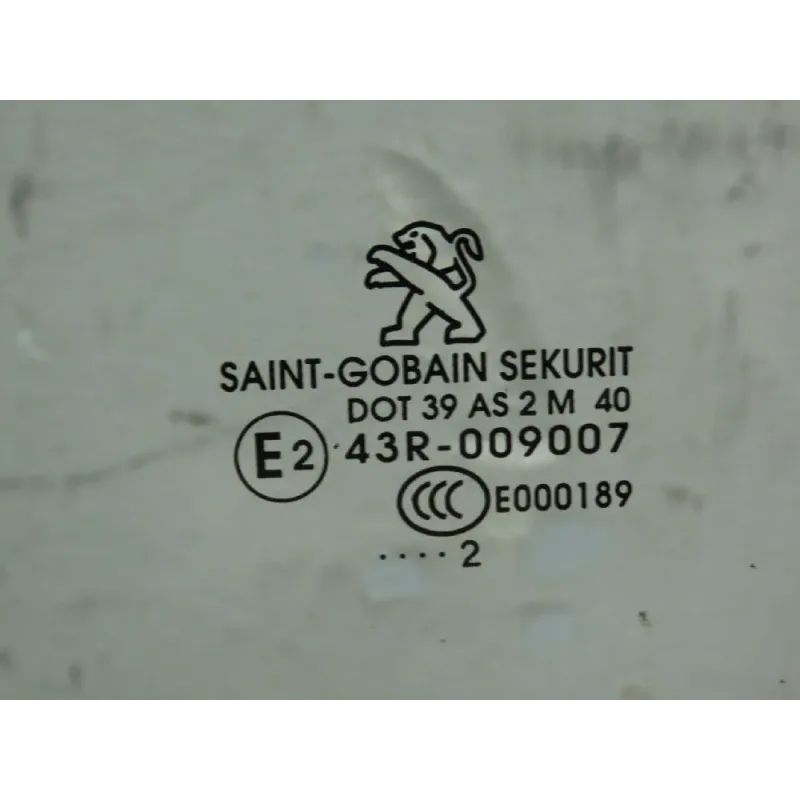 SAINT-GOBAIN SEKURIT
DOT 39 AS 2 M 40
E2 43R-009007
CCC E000189
.... 2